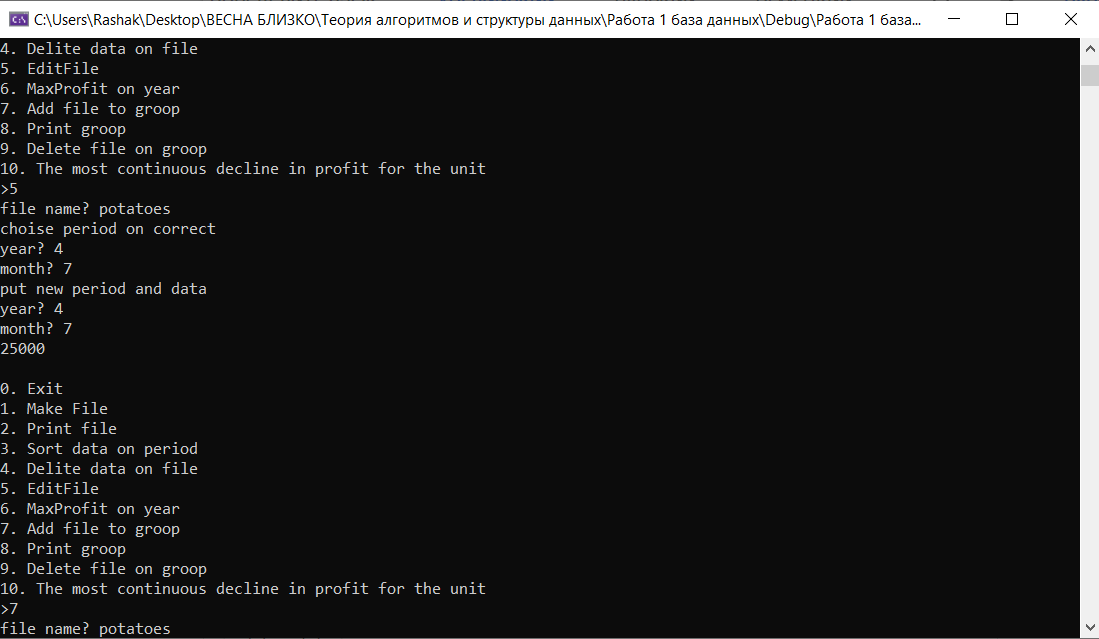 C:\Users\Rashak\Desktop\ВЕСНА БЛИЗКО\Теория алгоритмов и структуры данных\Работа 1 база данных\Debug\Работа 1 база...
4. Delite data on file
5. EditFile
6. MaxProfit on year
7. Add file to groop
8. Print groop
9. Delete file on groop
10. The most continuous decline in profit for the unit
>5
file name? potatoes
choise period on correct
year? 4
month? 7
put new period and data
year? 4
month? 7
25000
0. Exit
1. Make File
2. Print file
3. Sort data on period
4. Delite data on file
5. EditFile
6. MaxProfit on year
7. Add file to groop
8. Print groop
9. Delete file on groop
10. The most continuous decline in profit for the unit
>7
file name? potatoes